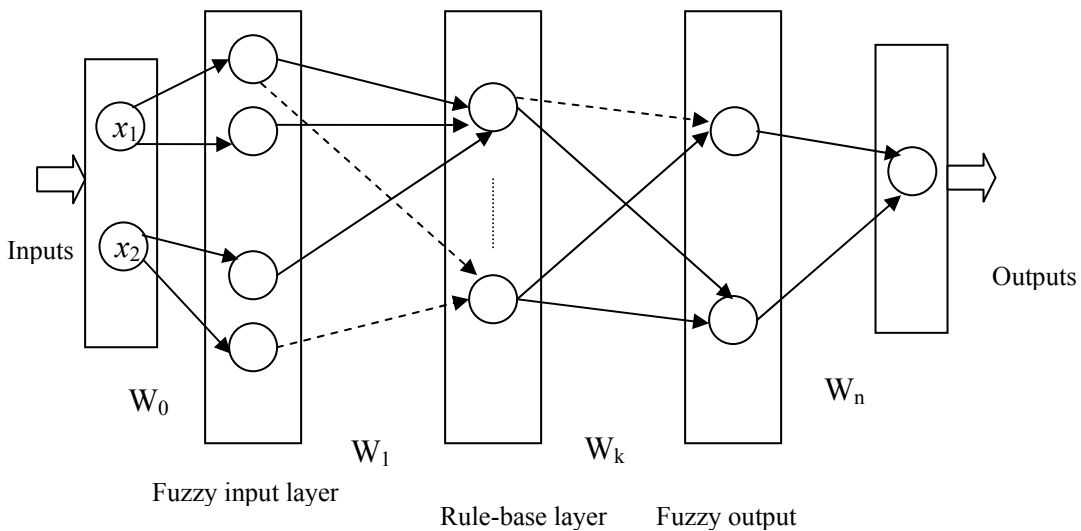 x1
x2
Inputs
Outputs
W0
W1
Wk
Wn
Fuzzy input layer
Rule-base layer
Fuzzy output